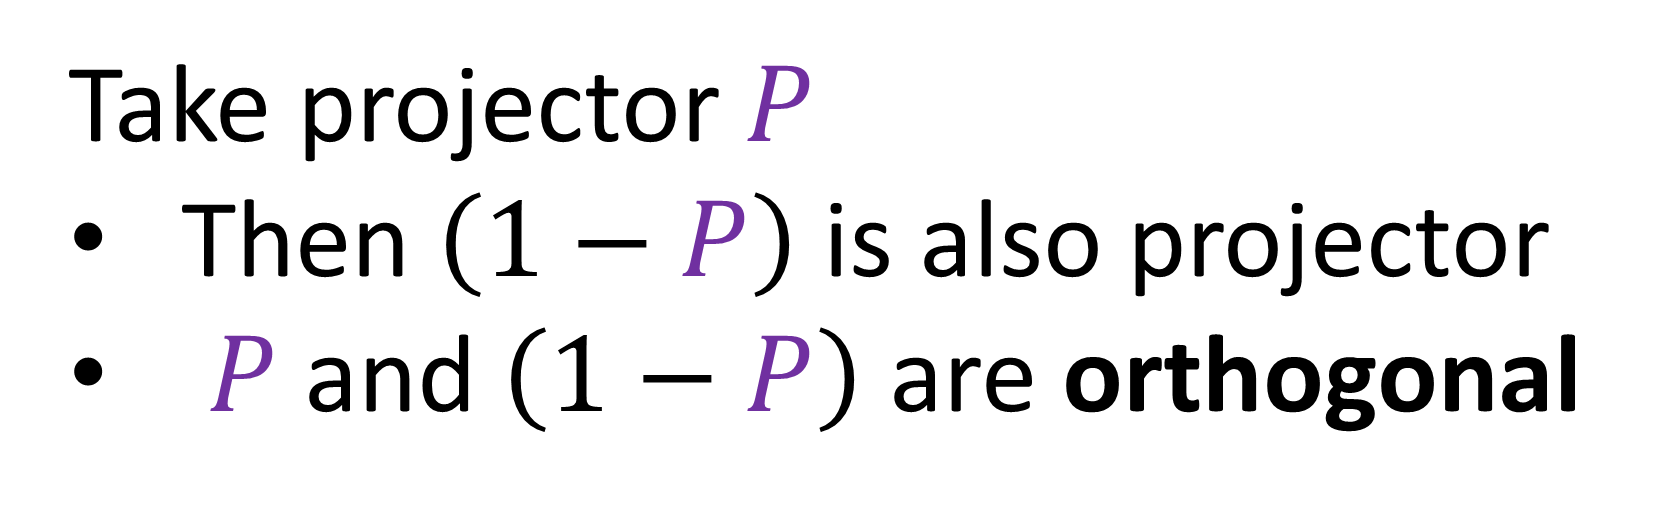 Take projector P
• Then (1 − P) is also projector
• P and (1 − P) are orthogonal